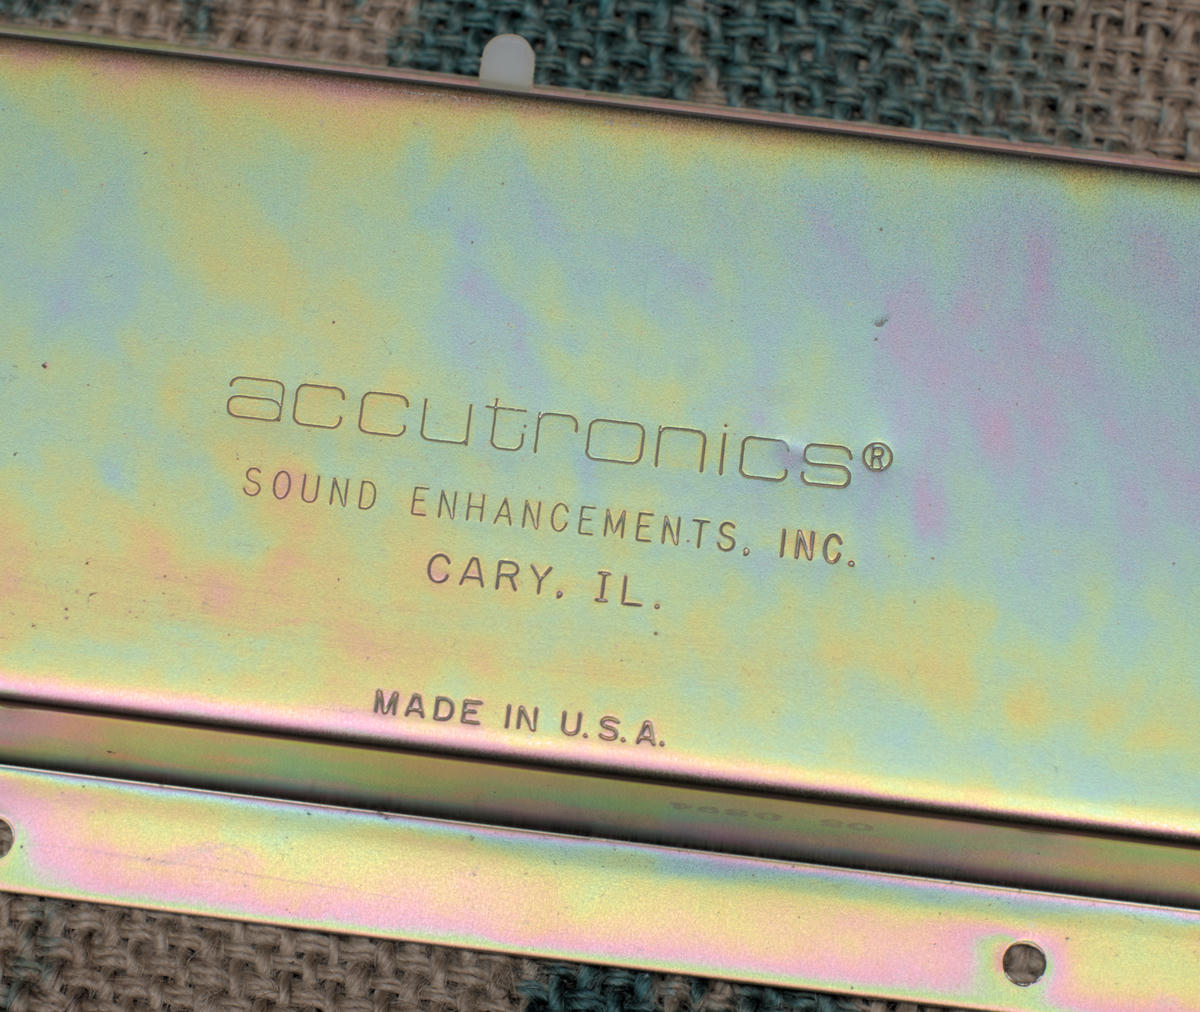 accutronics®
SOUND ENHANCEMENTS, INC.
CARY, IL.
MADE IN U.S.A.